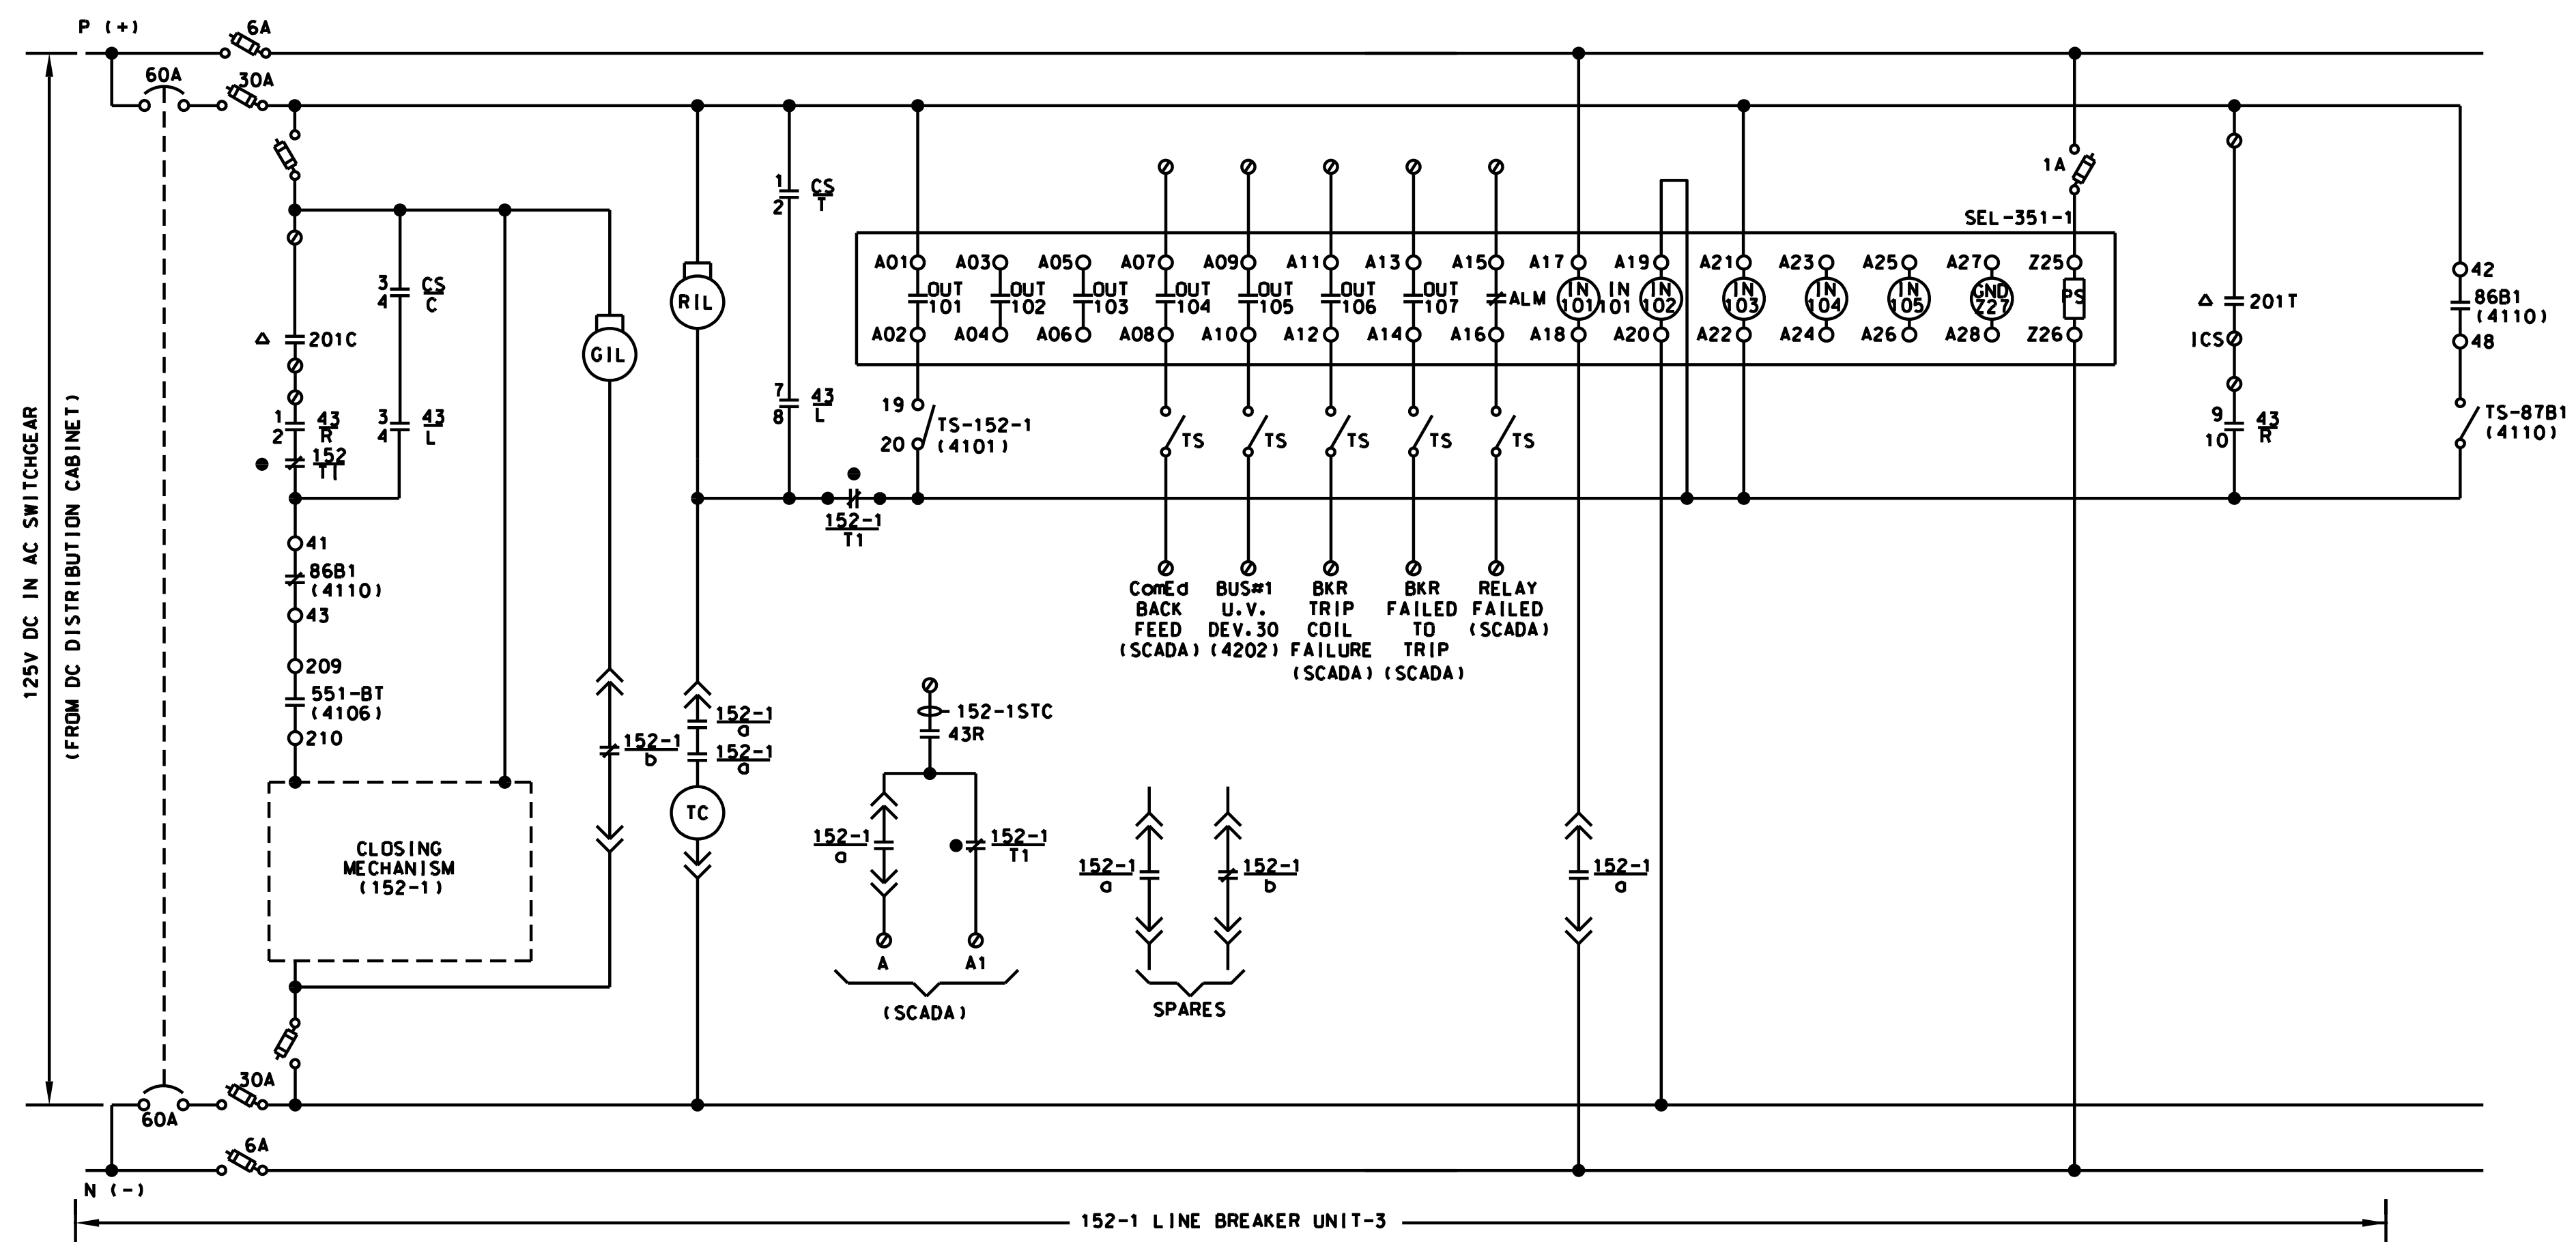 P (+)
6A
60A
30A
125V DC IN AC SWITCHGEAR
(FROM DC DISTRIBUTION CABINET)
201C
1
2
43
R
152
T1
3
4
CS
C
3
4
43
L
41
86B1
(4110)
43
209
551-BT
(4106)
210
CLOSING
MECHANISM
(152-1)
GIL
152-1
b
RIL
152-1
a
152-1
a
TC
1
2
CS
T
7
8
43
L
152-1
T1
SEL-351-1
A01
A03
A05
A07
A09
A11
A13
A15
A17
A19
A21
A23
A25
A27
Z25
OUT
101
OUT
102
OUT
103
OUT
104
OUT
105
OUT
106
OUT
107
ALM
IN
101
IN
101
IN
102
IN
103
IN
104
IN
105
GND
Z27
PS
A02
A04
A06
A08
A10
A12
A14
A16
A18
A20
A22
A24
A26
A28
Z26
1A
19
20
TS-152-1
(4101)
TS
TS
TS
TS
TS
ComEd
BACK
FEED
(SCADA)
BUS#1
U.V.
DEV.30
(4202)
BKR
TRIP
COIL
FAILURE
(SCADA)
BKR
FAILED
TO
TRIP
(SCADA)
RELAY
FAILED
(SCADA)
201T
ICS
9
10
43
R
42
86B1
(4110)
48
TS-87B1
(4110)
152-1STC
43R
152-1
a
152-1
T1
A
A1
(SCADA)
152-1
a
152-1
b
SPARES
152-1
a
30A
60A
6A
N (-)
152-1 LINE BREAKER UNIT-3